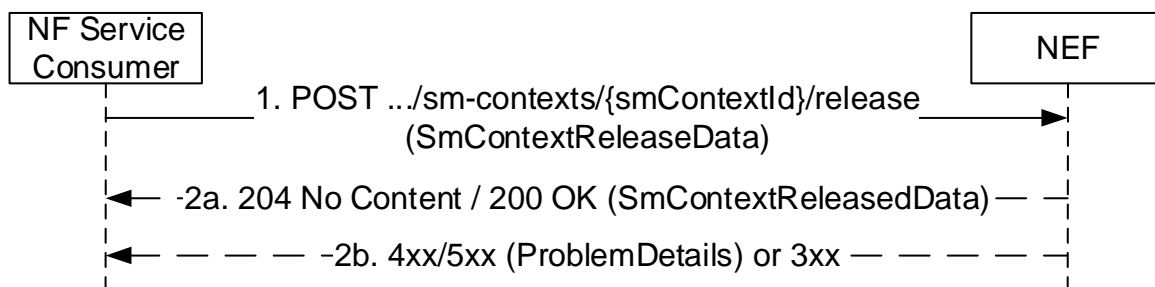 NF Service
Consumer
NEF
1. POST .../sm-contexts/{smContextId}/release
(SmContextReleaseData)
2a. 204 No Content / 200 OK (SmContextReleasedData)
2b. 4xx/5xx (ProblemDetails) or 3xx